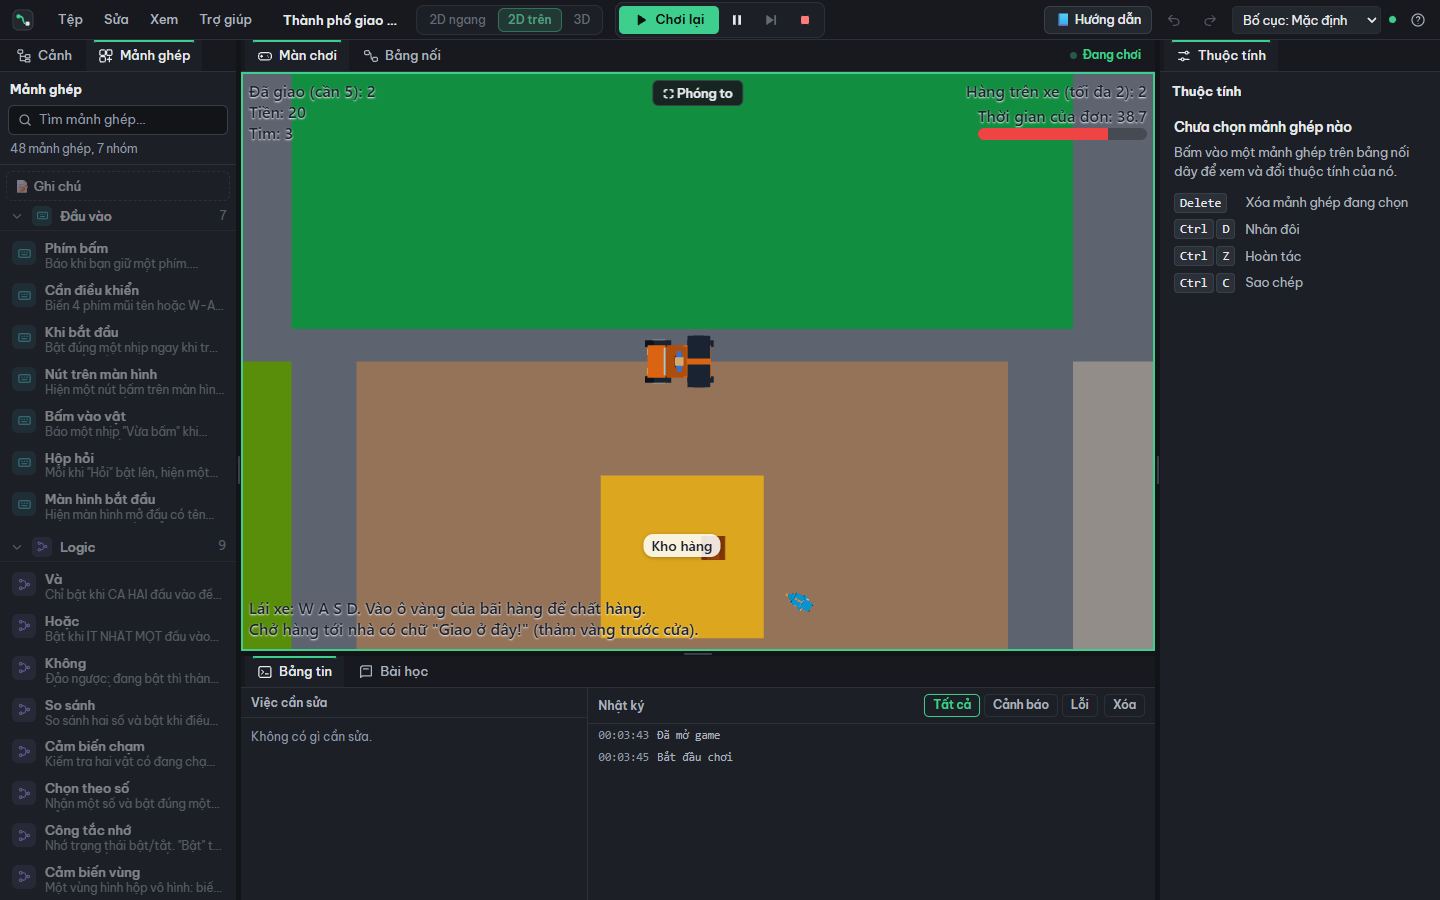 Tệp Sửa Xem Trợ giúp Thành phố giao ... 2D ngang 2D trên 3D Chơi lại Hướng dẫn Bố cục: Mặc định
Cảnh Mảnh ghép
Màn chơi Bảng nối Đang chơi
Thuộc tính
Mảnh ghép
Tìm mảnh ghép...
48 mảnh ghép, 7 nhóm
Ghi chú
Đầu vào 7
Phím bấm
Báo khi bạn giữ một phím....
Cần điều khiển
Biến 4 phím mũi tên hoặc W-A...
Khi bắt đầu
Bật đúng một nhịp ngay khi tr...
Nút trên màn hình
Hiện một nút bấm trên màn hìn...
Bấm vào vật
Báo một nhịp "Vừa bấm" khi...
Hộp hỏi
Mỗi khi "Hỏi" bật lên, hiện một...
Màn hình bắt đầu
Hiện màn hình mở đầu có tên...
Logic 9
Và
Chỉ bật khi CẢ HAI đầu vào đề...
Hoặc
Bật khi ÍT NHẤT MỘT đầu vào...
Không
Đảo ngược: đang bật thì thàn...
So sánh
So sánh hai số và bật khi điều...
Cảm biến chạm
Kiểm tra hai vật có đang chạ...
Chọn theo số
Nhận một số và bật đúng một...
Công tắc nhớ
Nhớ trạng thái bật/tắt. "Bật" t...
Cảm biến vùng
Một vùng hình hộp vô hình: biế...
Đã giao (cần 5): 2
Tiền: 20
Tim: 3
Phóng to
Hàng trên xe (tối đa 2): 2
Thời gian của đơn: 38.7
Kho hàng
Lái xe: W A S D. Vào ô vàng của bãi hàng để chất hàng.
Chở hàng tới nhà có chữ "Giao ở đây!" (thảm vàng trước cửa).
Bảng tin Bài học
Việc cần sửa
Không có gì cần sửa.
Nhật ký Tất cả Cảnh báo Lỗi Xóa
00:03:43 Đã mở game
00:03:45 Bắt đầu chơi
Thuộc tính
Chưa chọn mảnh ghép nào
Bấm vào một mảnh ghép trên bảng nối
dây để xem và đổi thuộc tính của nó.
Delete Xóa mảnh ghép đang chọn
Ctrl D Nhân đôi
Ctrl Z Hoàn tác
Ctrl C Sao chép